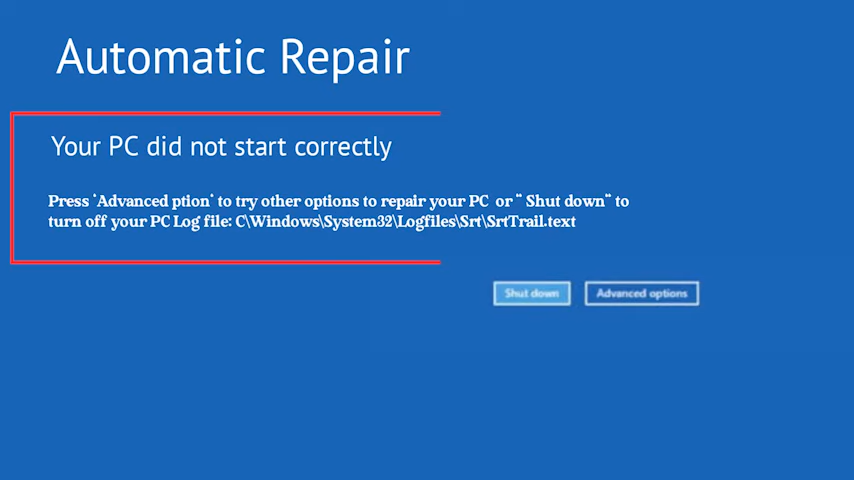 Automatic Repair
Your PC did not start correctly
Press "Advanced ption" to try other options to repair your PC or " Shut down" to
turn off your PC Log file: C\Windows\System32\Logfiles\Srt\SrtTrail.text
Shut down
Advanced options